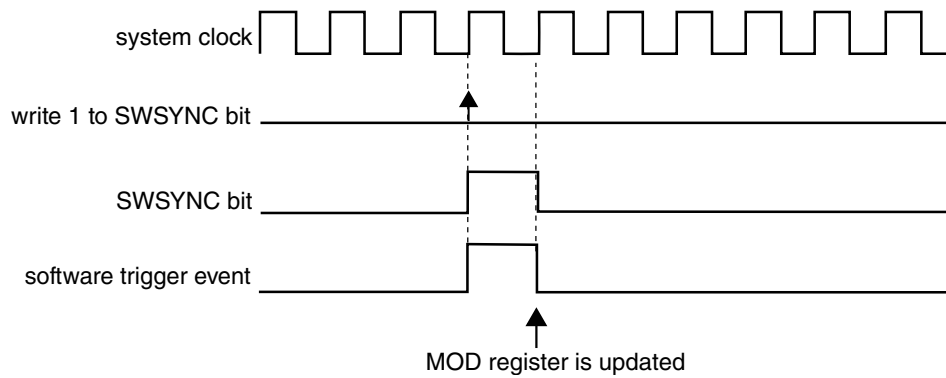 system clock
write 1 to SWSYNC bit
SWSYNC bit
software trigger event
MOD register is updated